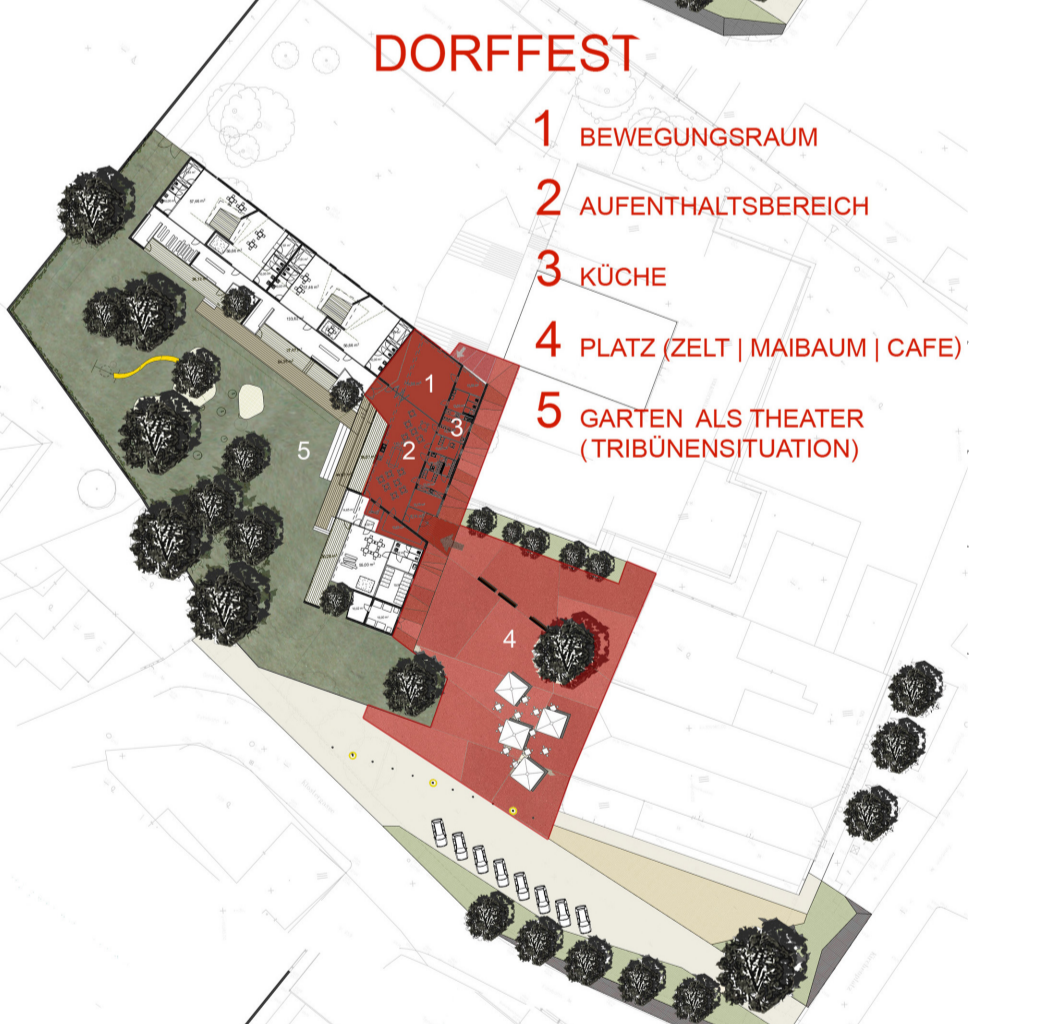 DORFFEST
1 BEWEGUNGSRAUM
2 AUFENTHALTSBEREICH
3 KÜCHE
4 PLATZ (ZELT | MAIBAUM | CAFE)
5 GARTEN ALS THEATER
(TRIBÜNENSITUATION)
1
3
2
5
4